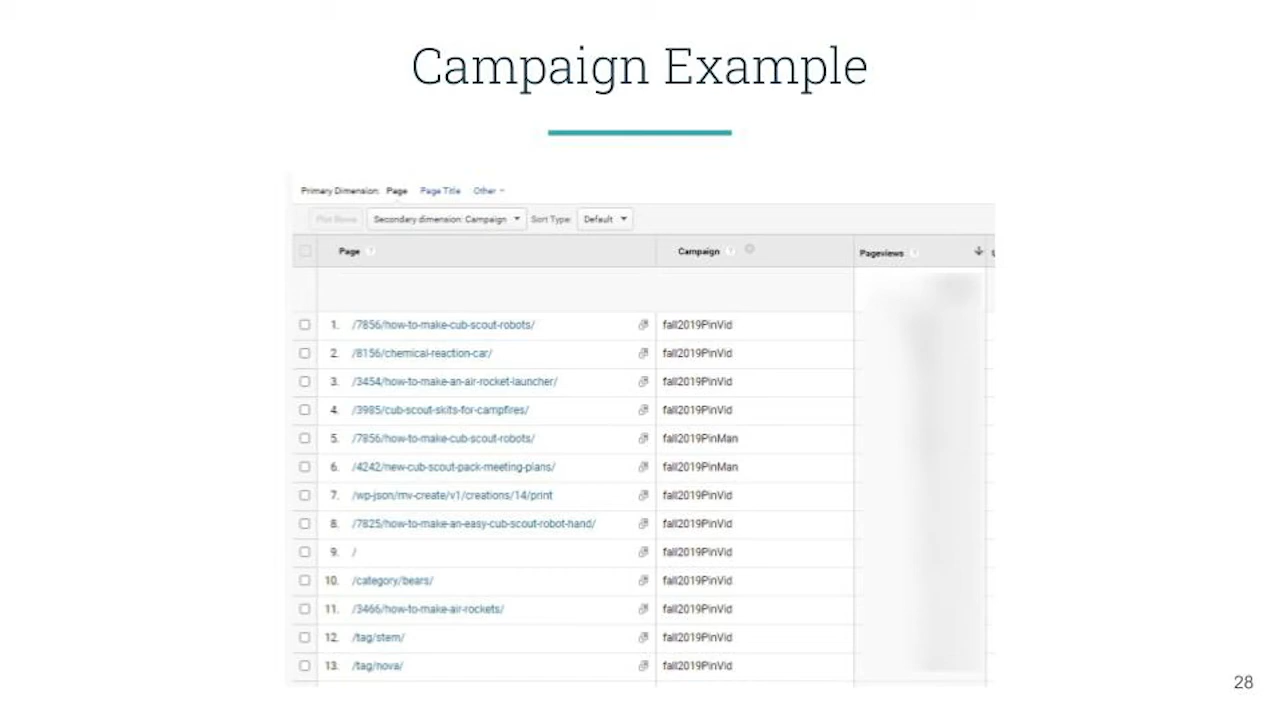 Campaign Example
Primary Dimension: Page Page Title Other
Plot Rows Secondary dimension: Campaign Sort Type: Default
Page Campaign Pageviews
1. /7856/how-to-make-cub-scout-robots/ fall2019PinVid
2. /8156/chemical-reaction-car/ fall2019PinVid
3. /3454/how-to-make-an-air-rocket-launcher/ fall2019PinVid
4. /3985/cub-scout-skits-for-campfires/ fall2019PinVid
5. /7856/how-to-make-cub-scout-robots/ fall2019PinMan
6. /4242/new-cub-scout-pack-meeting-plans/ fall2019PinMan
7. /wp-json/mv-create/v1/creations/14/print fall2019PinVid
8. /7825/how-to-make-an-easy-cub-scout-robot-hand/ fall2019PinVid
9. / fall2019PinVid
10. /category/bears/ fall2019PinVid
11. /3466/how-to-make-air-rockets/ fall2019PinVid
12. /tag/stem/ fall2019PinVid
13. /tag/nova/ fall2019PinVid
28